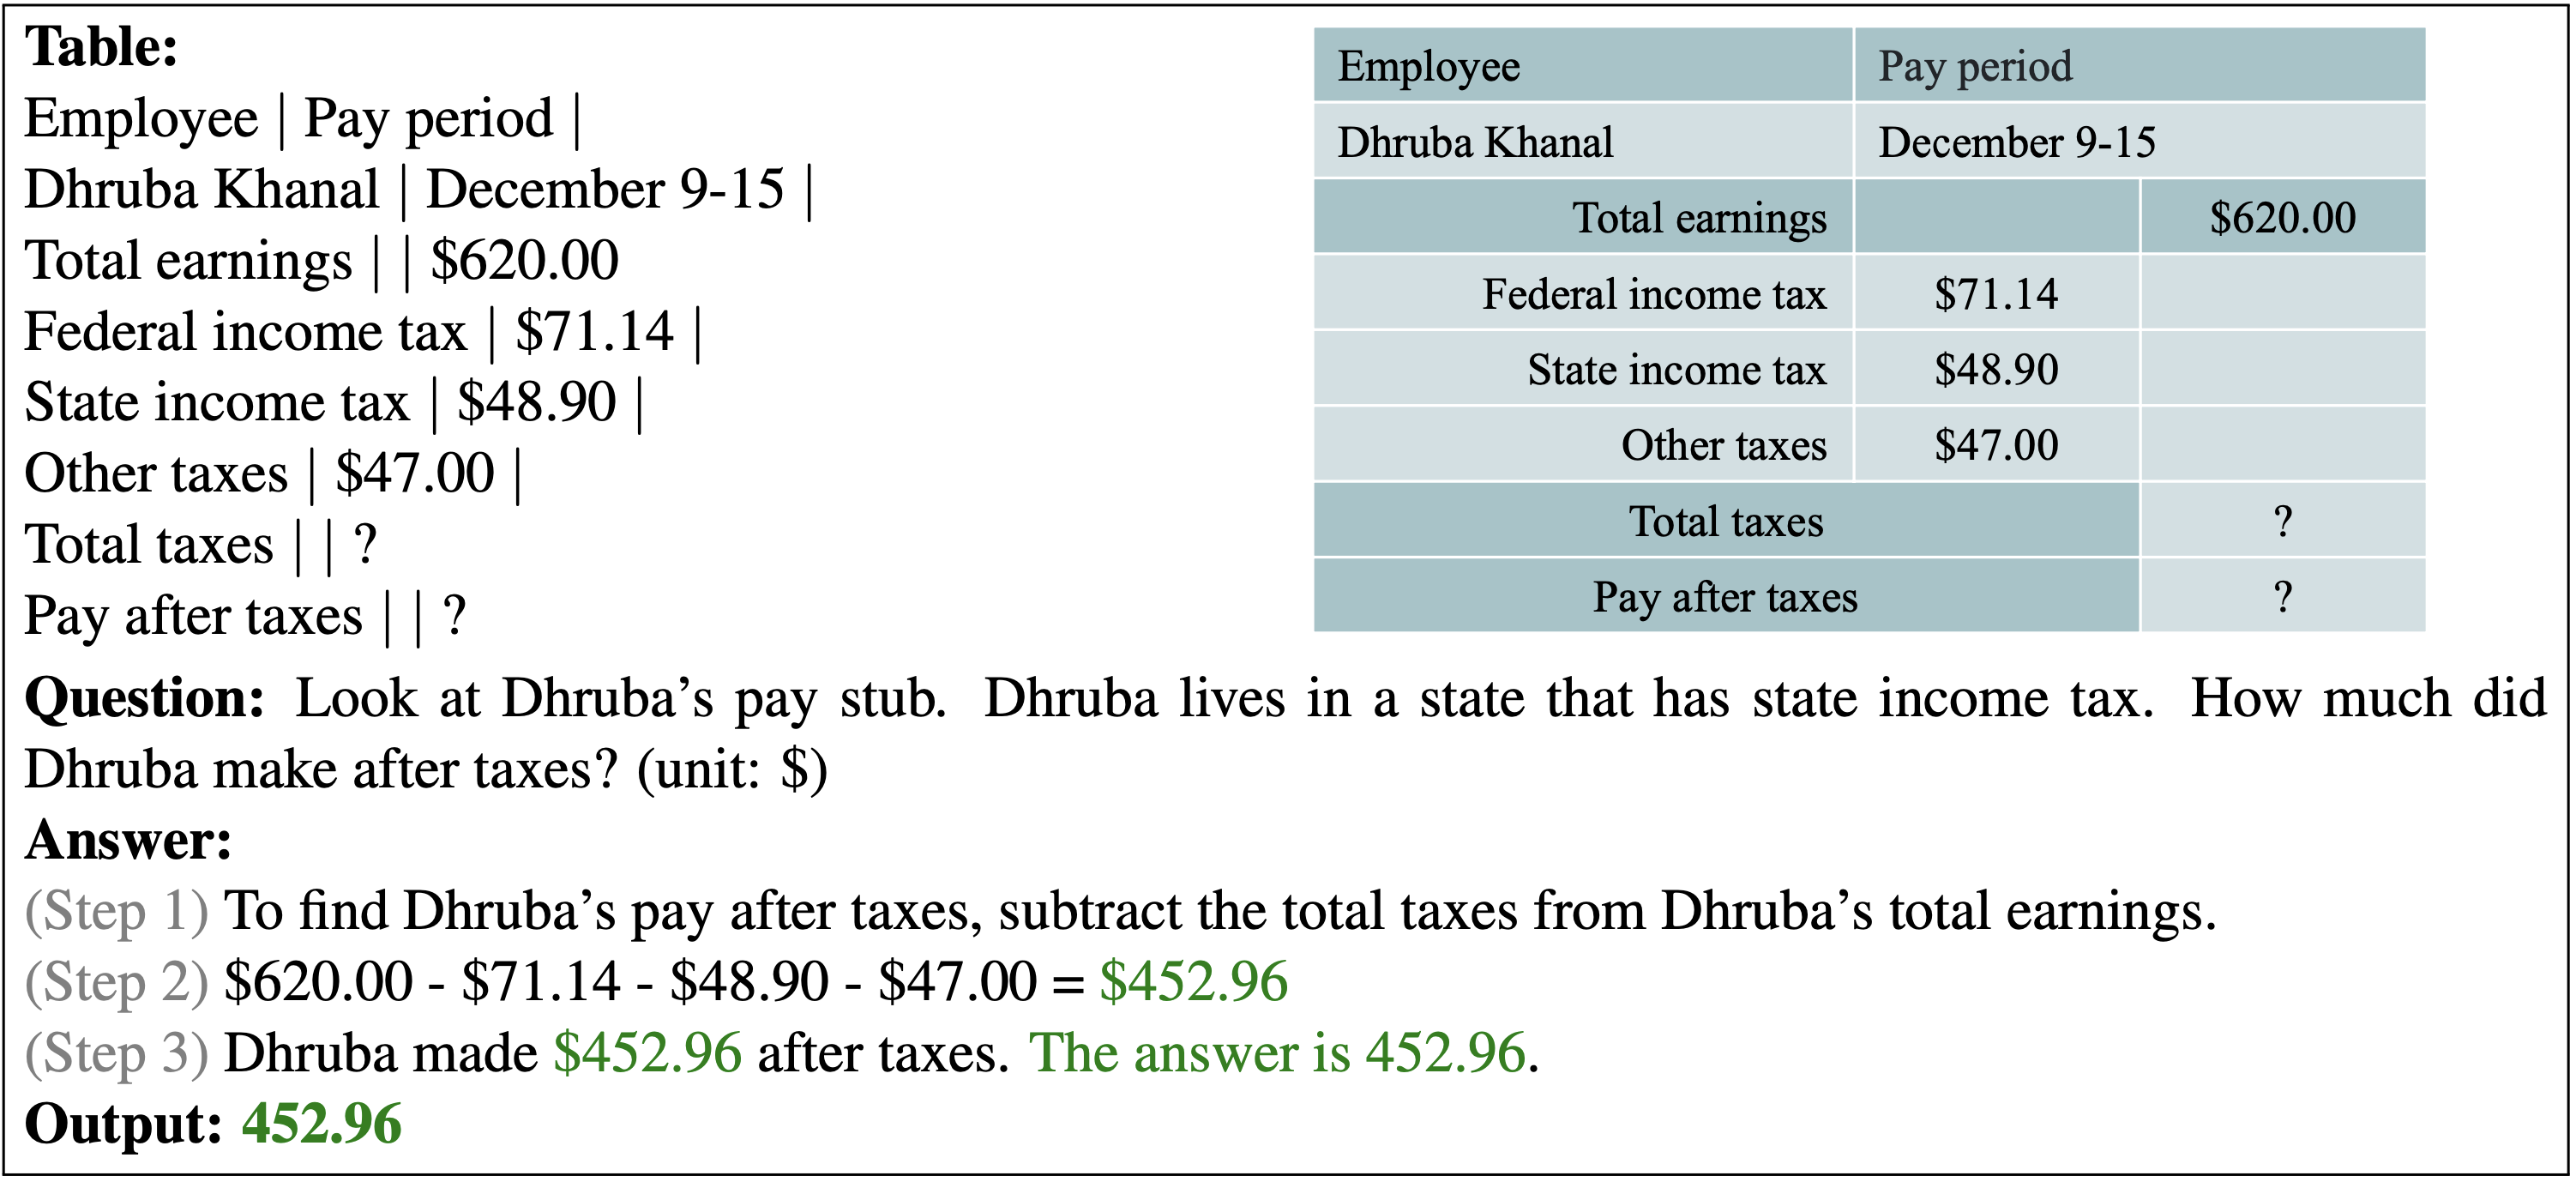 Table:
Employee | Pay period |
Dhruba Khanal | December 9-15 |
Total earnings | | $620.00
Federal income tax | $71.14 |
State income tax | $48.90 |
Other taxes | $47.00 |
Total taxes | | ?
Pay after taxes | | ?
Employee Pay period
Dhruba Khanal December 9-15
Total earnings $620.00
Federal income tax $71.14
State income tax $48.90
Other taxes $47.00
Total taxes ?
Pay after taxes ?
Question: Look at Dhruba’s pay stub. Dhruba lives in a state that has state income tax. How much did
Dhruba make after taxes? (unit: $)
Answer:
(Step 1) To find Dhruba’s pay after taxes, subtract the total taxes from Dhruba’s total earnings.
(Step 2) $620.00 - $71.14 - $48.90 - $47.00 = $452.96
(Step 3) Dhruba made $452.96 after taxes. The answer is 452.96.
Output: 452.96